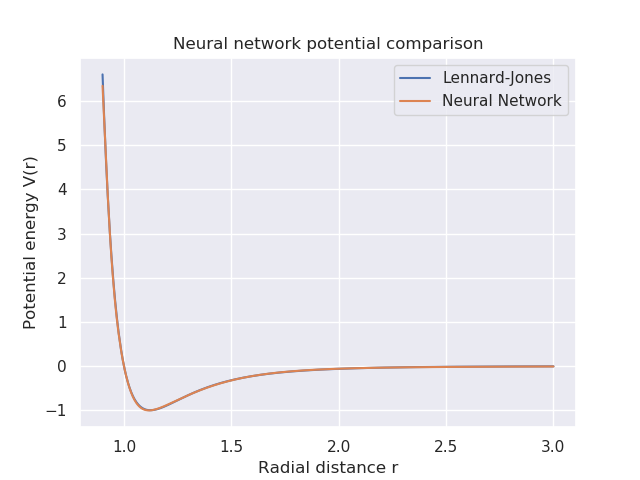 Neural network potential comparison
Lennard-Jones
Neural Network
Potential energy V(r)
6
5
4
3
2
1
0
−1
1.0 1.5 2.0 2.5 3.0
Radial distance r